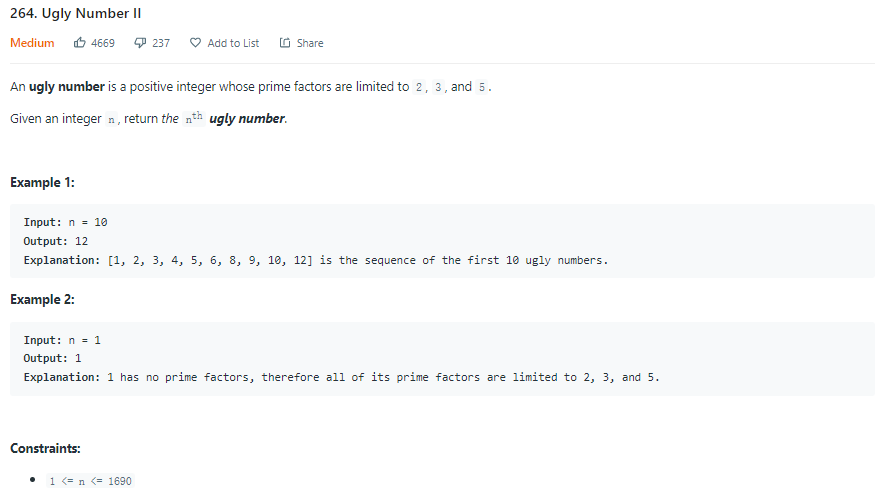 264. Ugly Number II
Medium 4669 237 Add to List Share
An ugly number is a positive integer whose prime factors are limited to 2, 3, and 5.
Given an integer n, return the nth ugly number.
Example 1:
Input: n = 10
Output: 12
Explanation: [1, 2, 3, 4, 5, 6, 8, 9, 10, 12] is the sequence of the first 10 ugly numbers.
Example 2:
Input: n = 1
Output: 1
Explanation: 1 has no prime factors, therefore all of its prime factors are limited to 2, 3, and 5.
Constraints:
• 1 <= n <= 1690